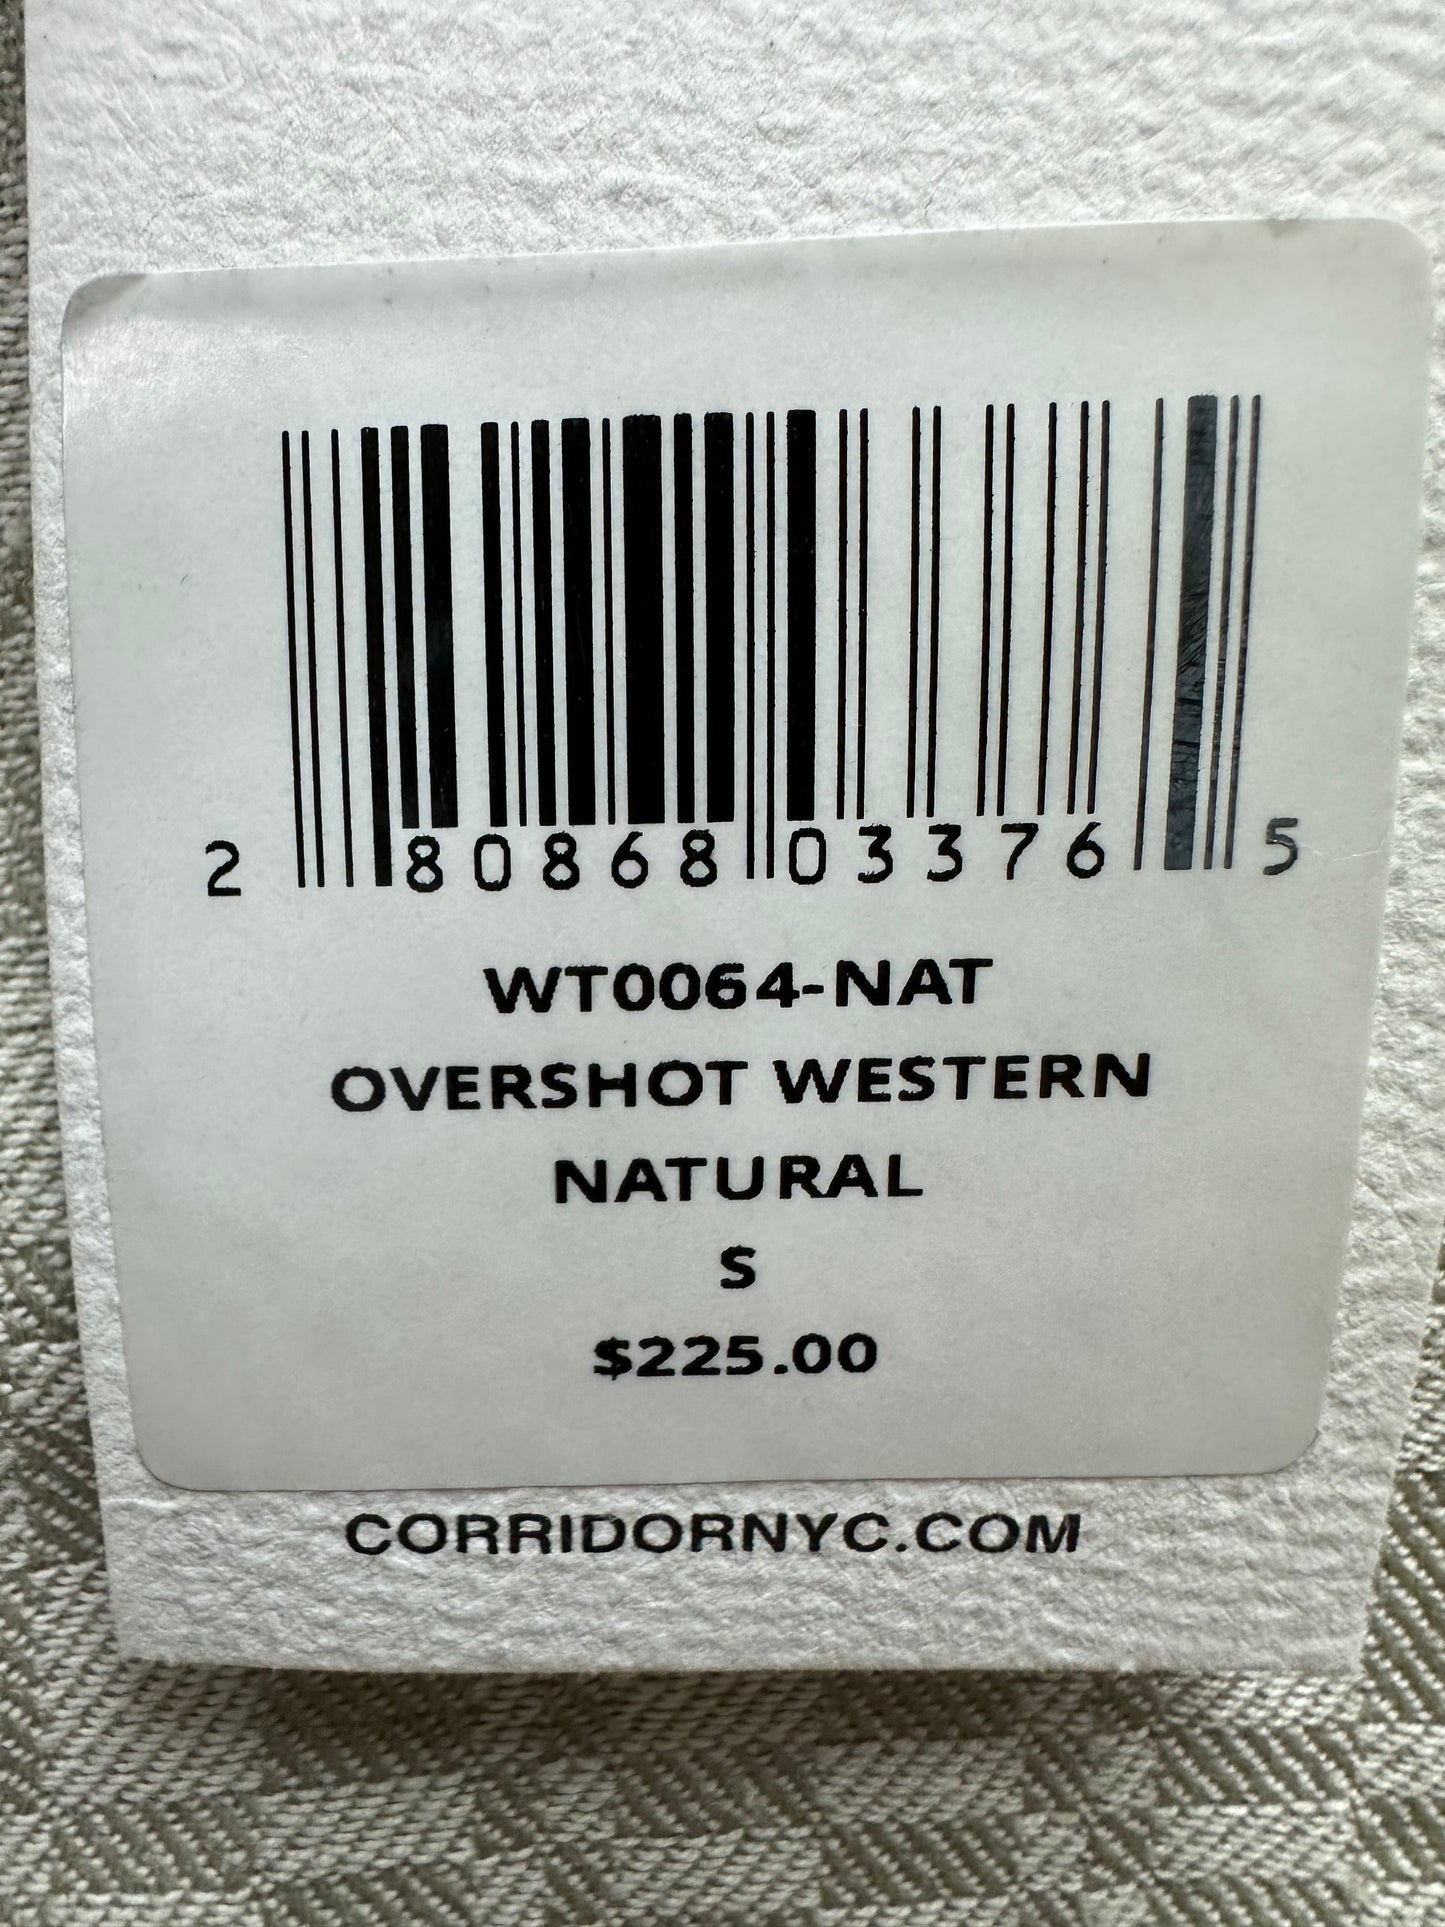 2 80868 03376 5
WT0064-NAT
OVERSHOT WESTERN
NATURAL
S
$225.00
CORRIDORNYC.COM